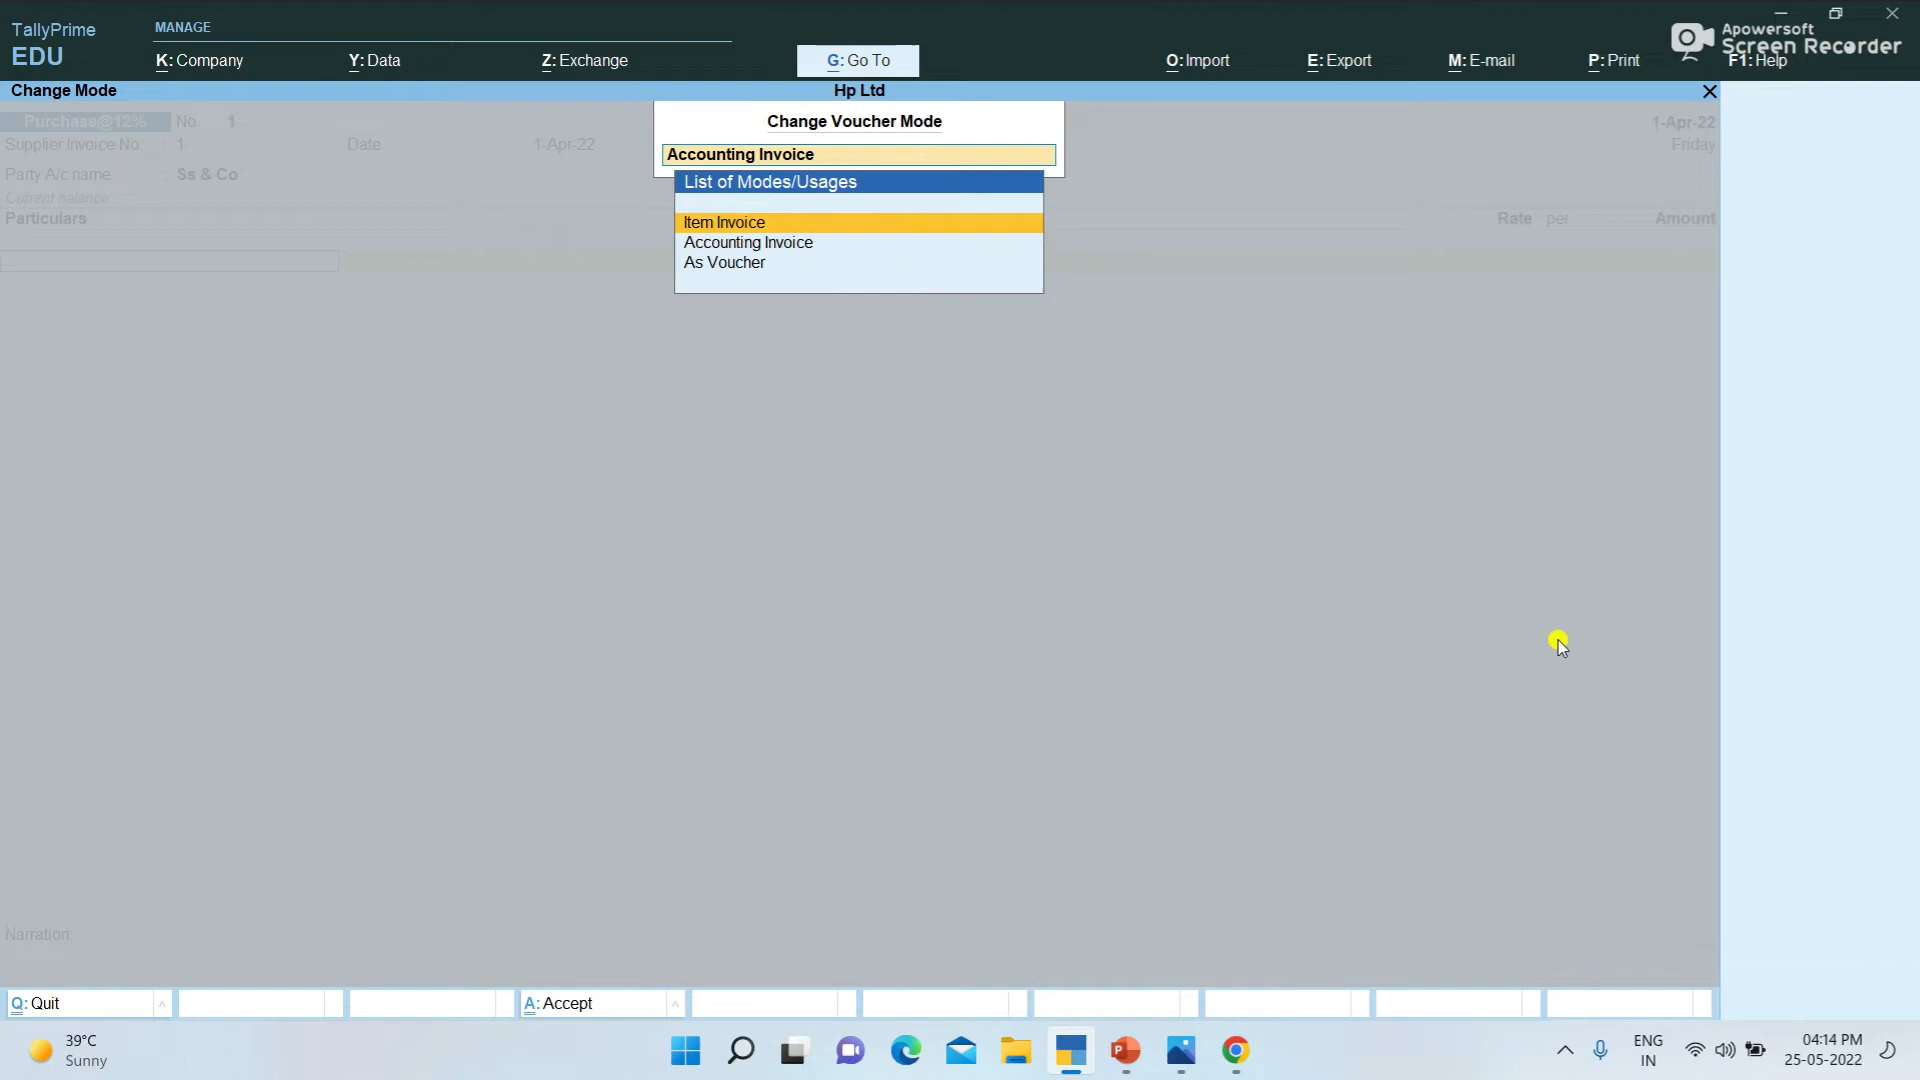 TallyPrime
EDU
MANAGE
K: Company
Y: Data
Z: Exchange
G: Go To
O: Import
E: Export
M: E-mail
P: Print
F1: Help
Apowersoft
Screen Recorder
Change Mode
Hp Ltd
Purchase@12% No 1
1-Apr-22
Supplier Invoice No. : 1 Date 1-Apr-22
Friday
Party A/c name : Ss & Co
Current balance :
Particulars
Rate per Amount
Change Voucher Mode
Accounting Invoice
List of Modes/Usages
Item Invoice
Accounting Invoice
As Voucher
Narration:
Q: Quit
A: Accept
39°C
Sunny
ENG
IN
04:14 PM
25-05-2022